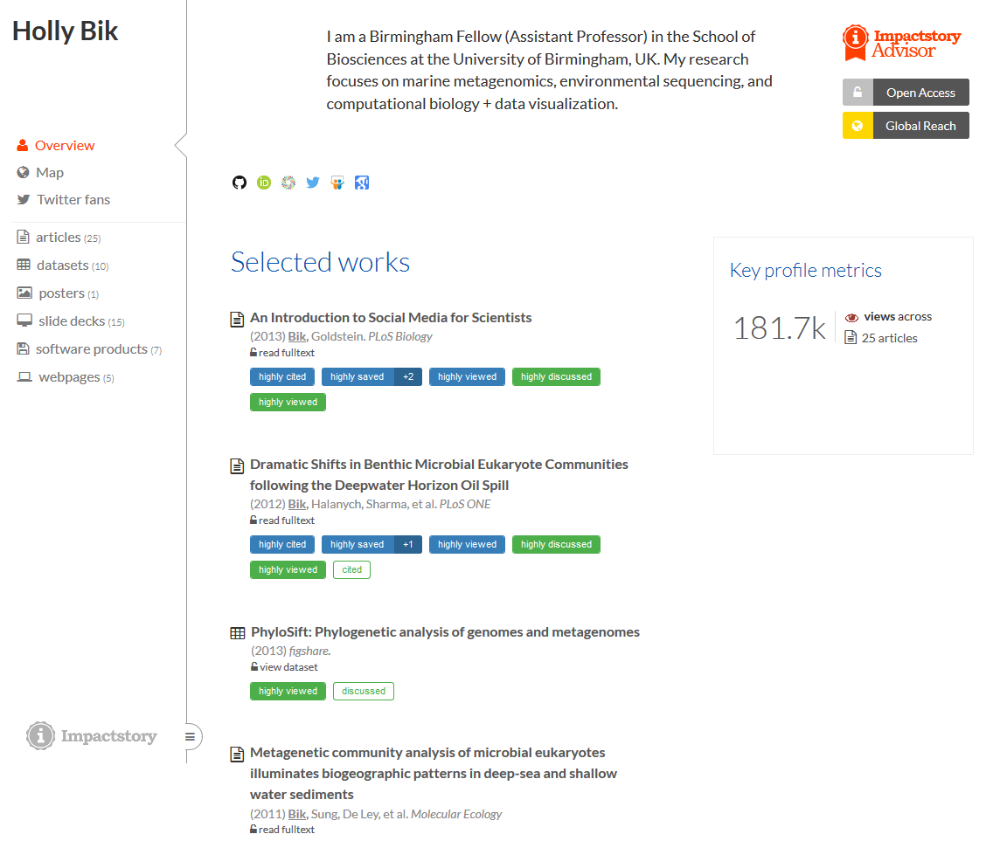 Holly Bik
I am a Birmingham Fellow (Assistant Professor) in the School of
Biosciences at the University of Birmingham, UK. My research
focuses on marine metagenomics, environmental sequencing, and
computational biology + data visualization.
Impactstory
Advisor
Open Access
Global Reach
Overview
Map
Twitter fans
articles (25)
datasets (10)
posters (1)
slide decks (15)
software products (7)
webpages (5)
Impactstory
Selected works
An Introduction to Social Media for Scientists
(2013) Bik, Goldstein. PLoS Biology
read fulltext
highly cited highly saved +2 highly viewed highly discussed
highly viewed
Dramatic Shifts in Benthic Microbial Eukaryote Communities
following the Deepwater Horizon Oil Spill
(2012) Bik, Halanych, Sharma, et al. PLoS ONE
read fulltext
highly cited highly saved +1 highly viewed highly discussed
highly viewed cited
PhyloSift: Phylogenetic analysis of genomes and metagenomes
(2013) figshare.
view dataset
highly viewed discussed
Metagenetic community analysis of microbial eukaryotes
illuminates biogeographic patterns in deep-sea and shallow
water sediments
(2011) Bik, Sung, De Ley, et al. Molecular Ecology
read fulltext
Key profile metrics
181.7k
views across
25 articles